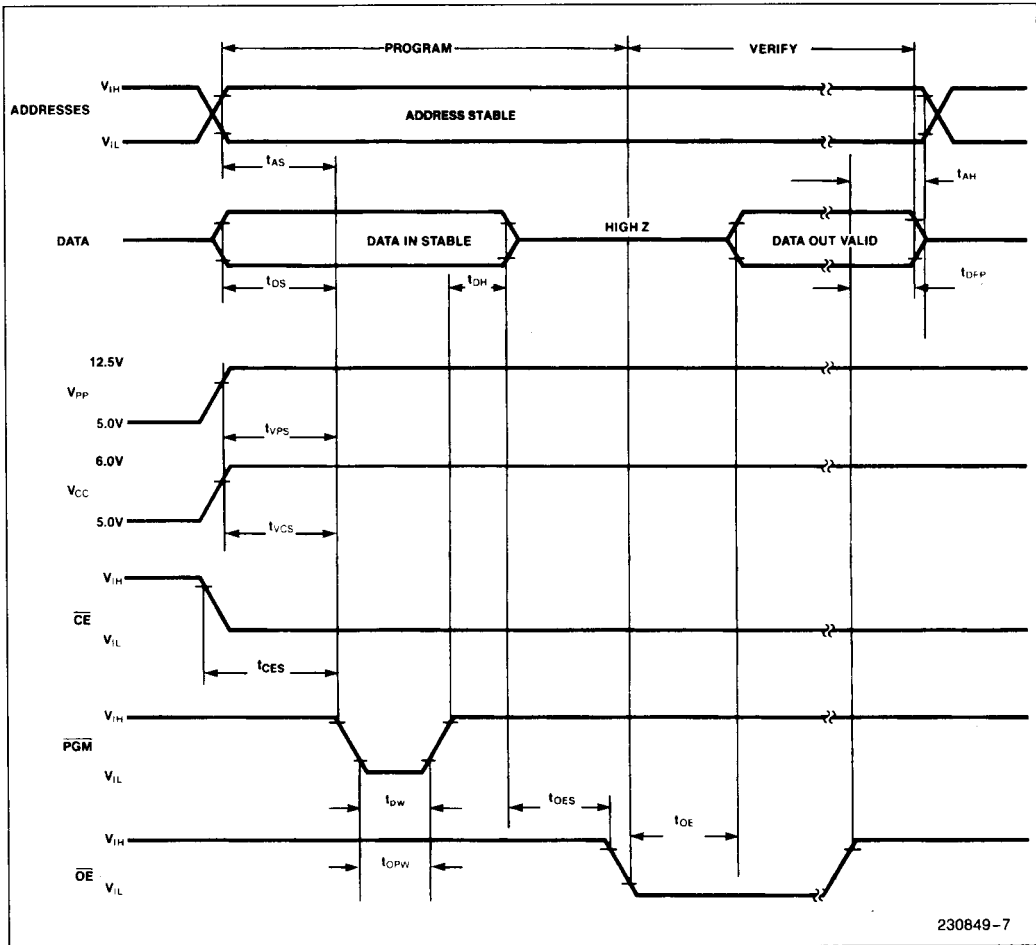 PROGRAM
VERIFY
VIH
ADDRESSES
ADDRESS STABLE
VIL
tAS
tAH
DATA
DATA IN STABLE
HIGH Z
DATA OUT VALID
tDS
tDH
tDFP
12.5V
VPP
5.0V
tVPS
6.0V
VCC
5.0V
tVCS
VIH
CE
VIL
tCES
VIH
PGM
VIL
tPW
tOES
tOE
VIH
tOPW
OE
VIL
230849-7